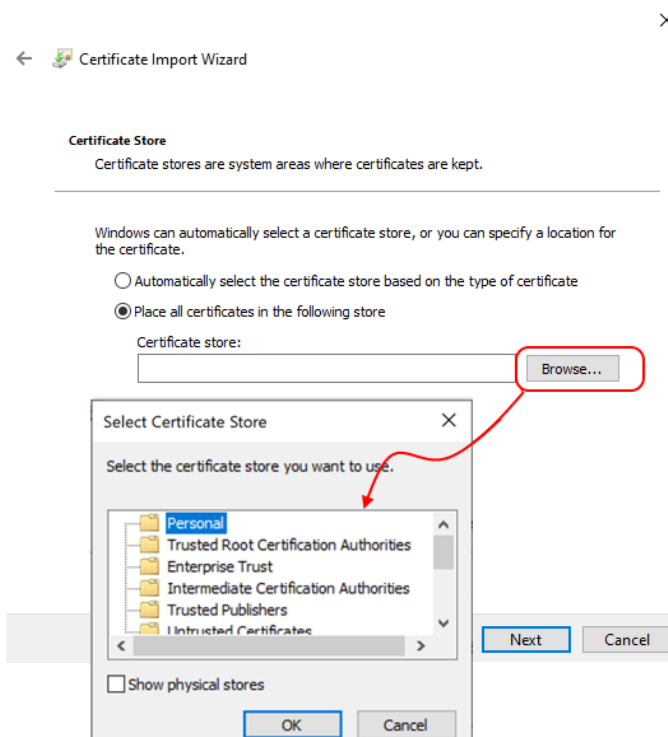 Certificate Import Wizard
Certificate Store
Certificate stores are system areas where certificates are kept.
Windows can automatically select a certificate store, or you can specify a location for
the certificate.
Automatically select the certificate store based on the type of certificate
Place all certificates in the following store
Certificate store:
Browse...
Select Certificate Store
Select the certificate store you want to use.
Personal
Trusted Root Certification Authorities
Enterprise Trust
Intermediate Certification Authorities
Trusted Publishers
Untrusted Certificates
Show physical stores
OK
Cancel
Next
Cancel